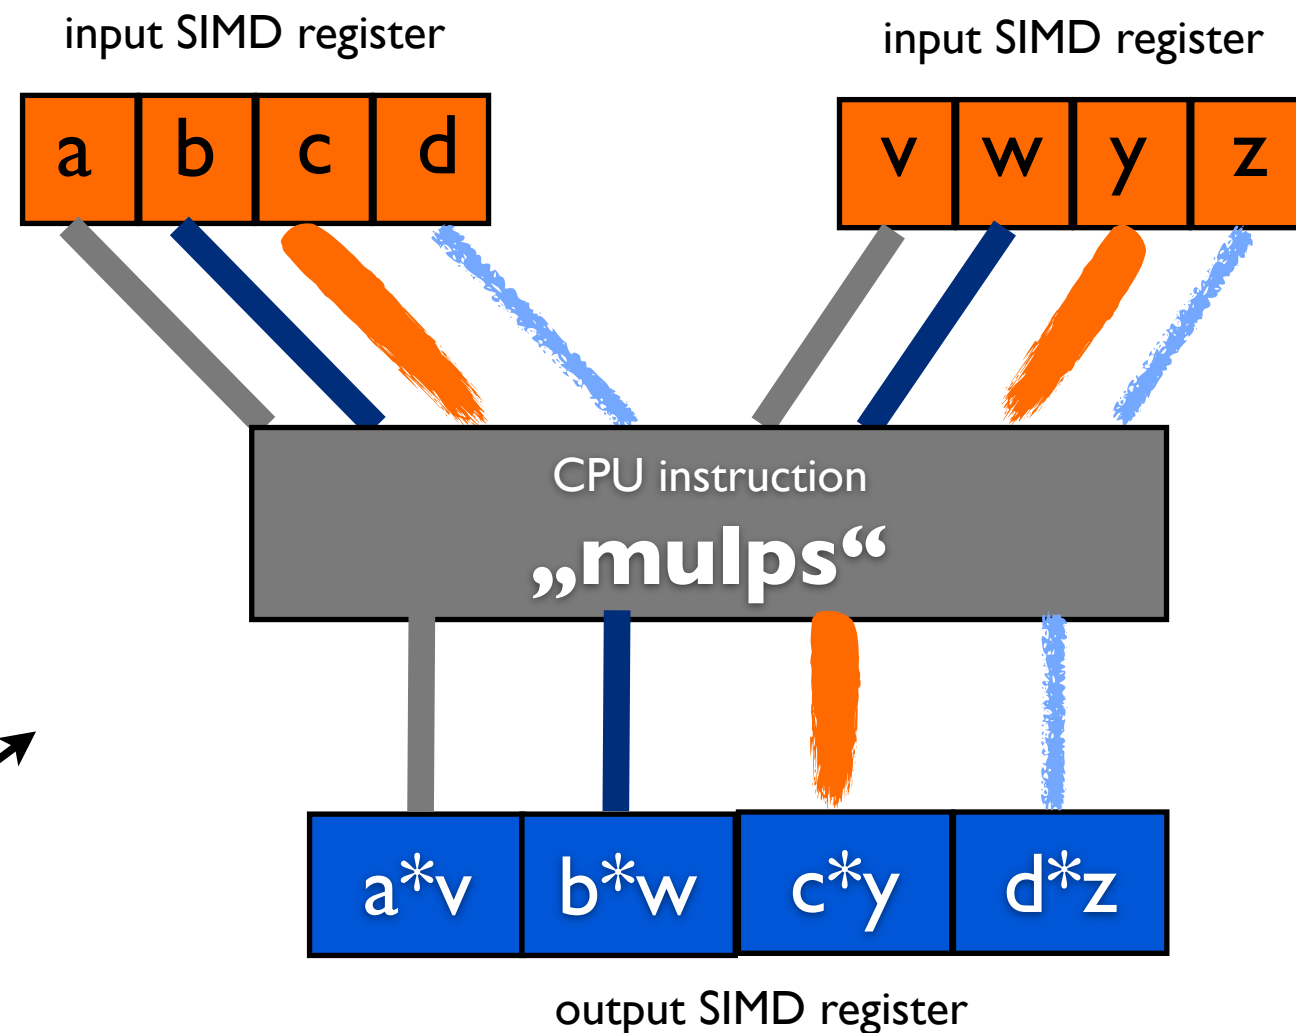 input SIMD register
input SIMD register
a b c d
v w y z
CPU instruction
„mulps“
a*v b*w c*y d*z
output SIMD register